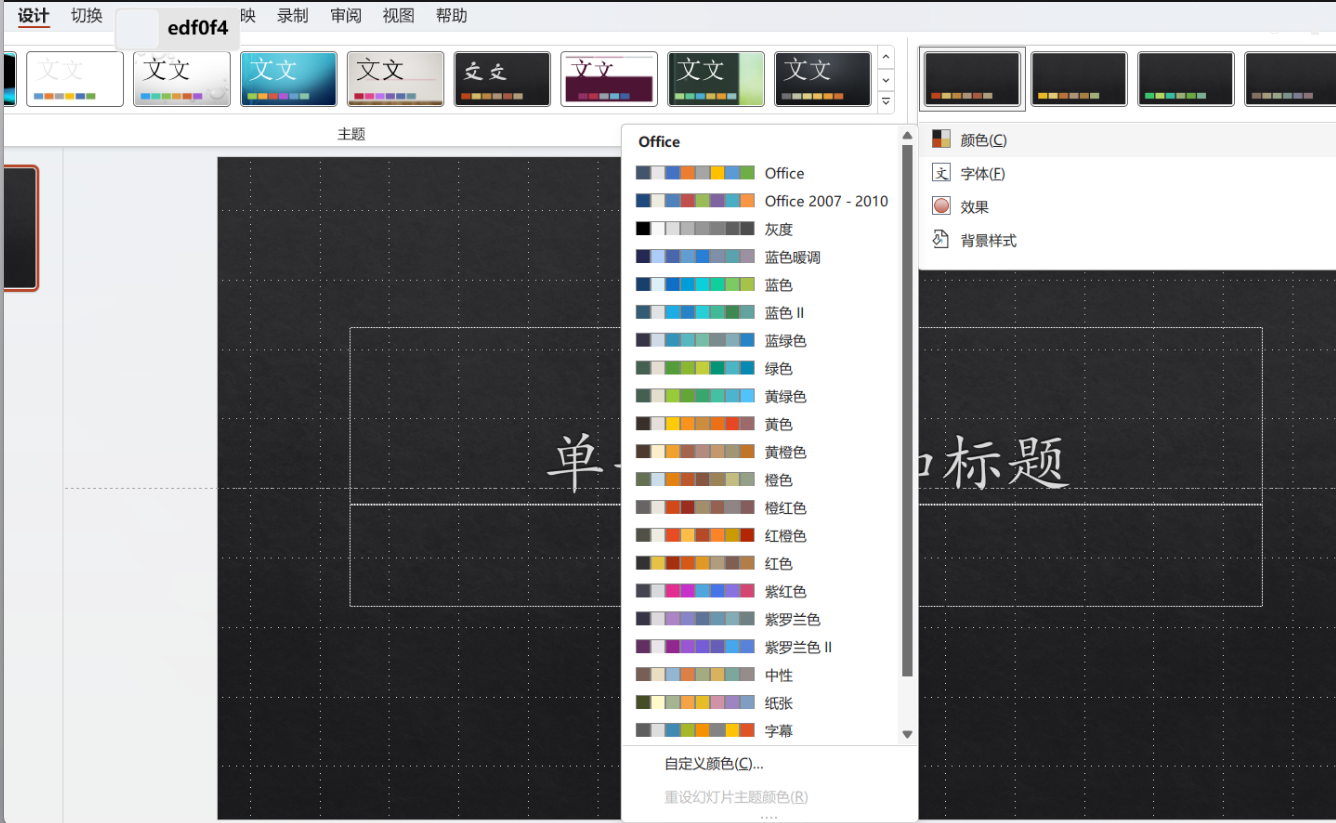 设计 切换 映 录制 审阅 视图 帮助
edf0f4
文文 文文 文文 文文 文文 文文 文文 文文
主题
Office
Office
Office 2007 - 2010
灰度
蓝色暖调
蓝色
蓝色 II
蓝绿色
绿色
黄绿色
黄色
黄橙色
橙色
橙红色
红橙色
红色
紫红色
紫罗兰色
紫罗兰色 II
中性
纸张
字幕
自定义颜色(C)...
重设幻灯片主题颜色(R)
颜色(C)
字体(F)
效果
背景样式
单 标题